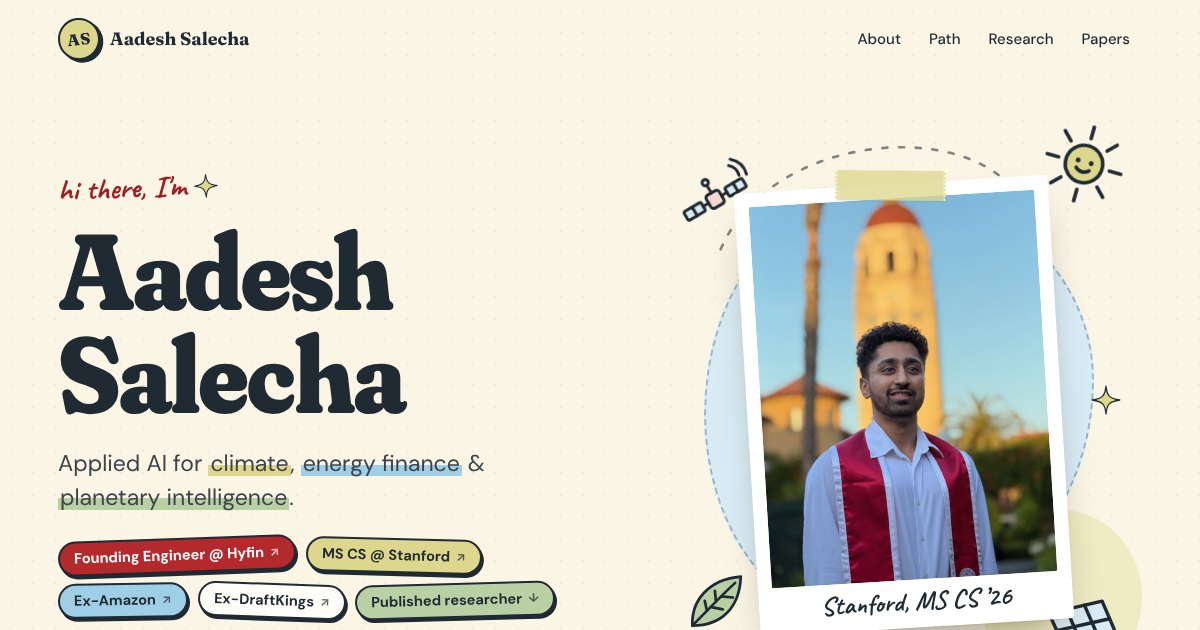 AS Aadesh Salecha
About Path Research Papers
hi there, I'm
Aadesh
Salecha
Applied AI for climate, energy finance &
planetary intelligence.
Founding Engineer @ Hyfin ↗
MS CS @ Stanford ↗
Ex-Amazon ↗
Ex-DraftKings ↗
Published researcher ↓
Stanford, MS CS '26